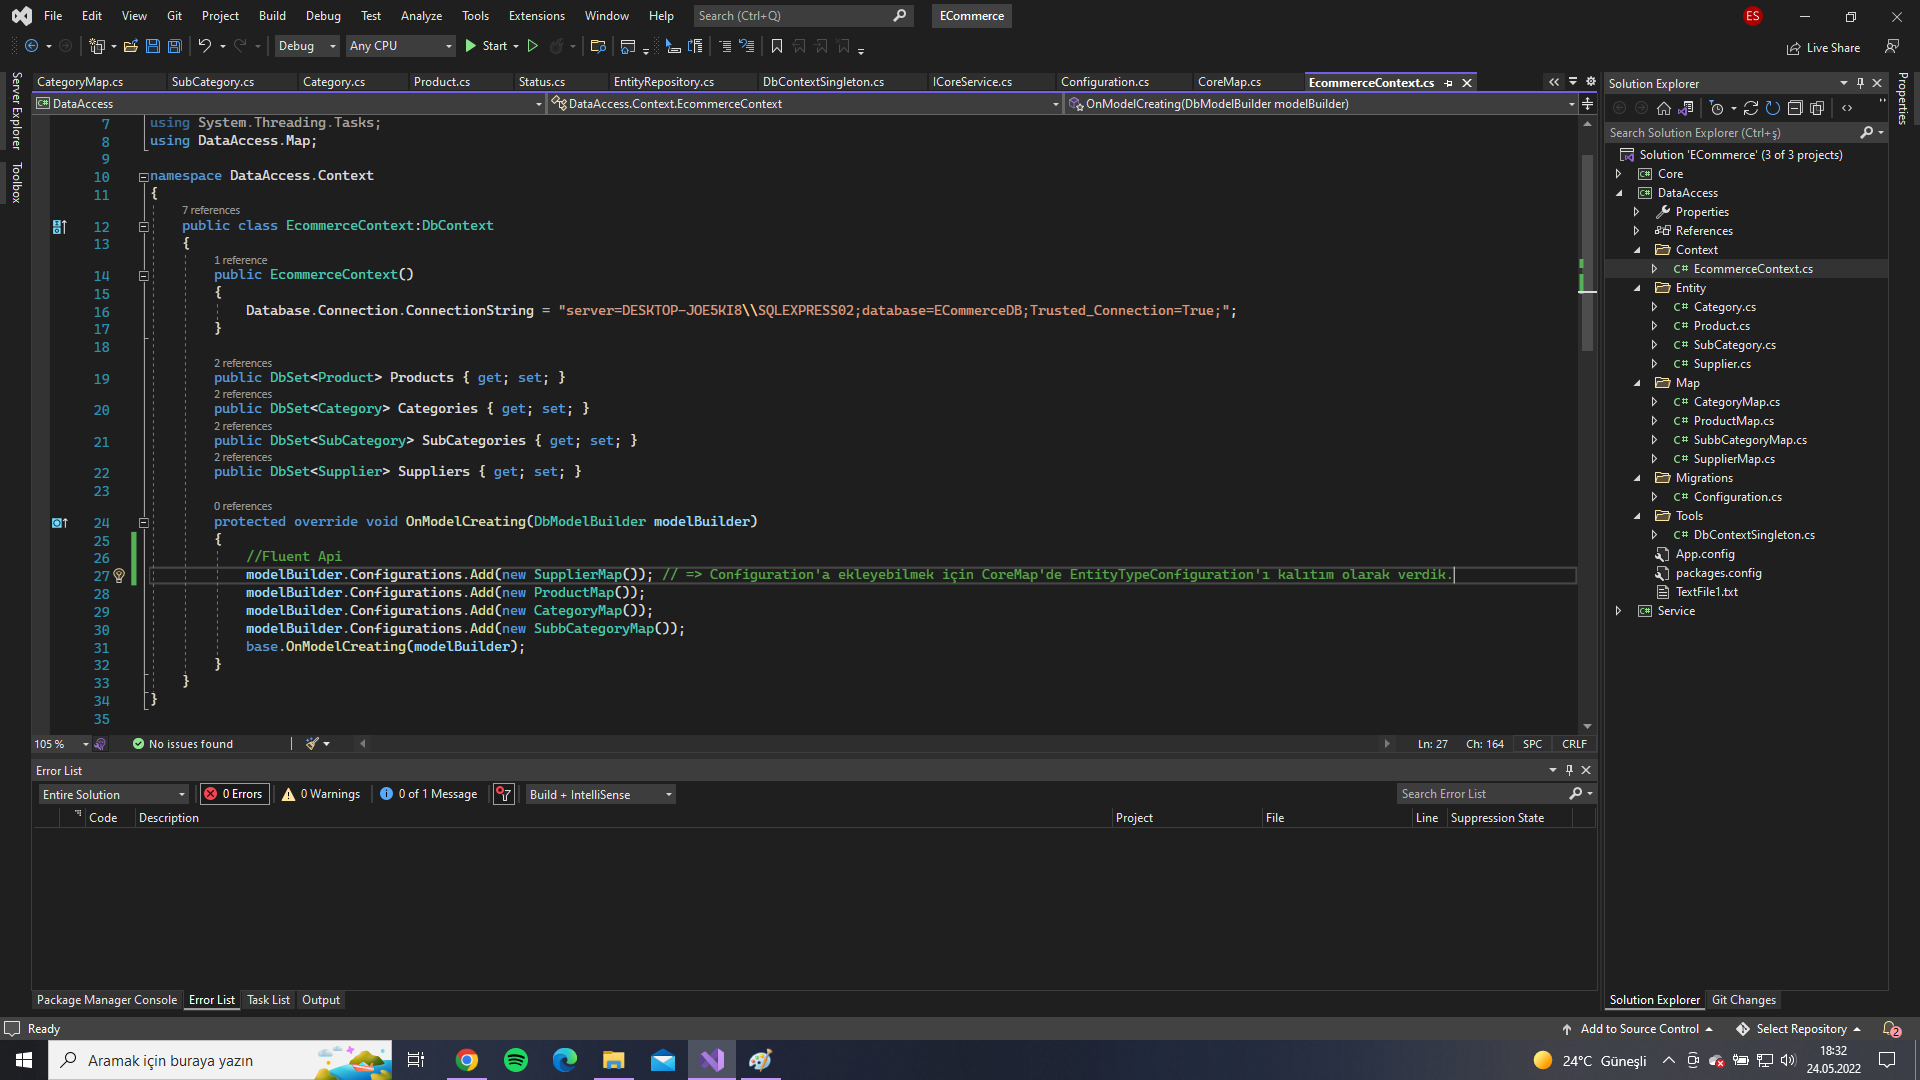 File Edit View Git Project Build Debug Test Analyze Tools Extensions Window Help Search (Ctrl+Q) ECommerce ES
Debug Any CPU Start Live Share
CategoryMap.cs SubCategory.cs Category.cs Product.cs Status.cs EntityRepository.cs DbContextSingleton.cs ICoreService.cs Configuration.cs CoreMap.cs EcommerceContext.cs
DataAccess DataAccess.Context.EcommerceContext OnModelCreating(DbModelBuilder modelBuilder)
Server Explorer
Toolbox
7 using System.Threading.Tasks;
8 using DataAccess.Map;
9
10 namespace DataAccess.Context
11 {
7 references
12 public class EcommerceContext:DbContext
13 {
1 reference
14 public EcommerceContext()
15 {
16 Database.Connection.ConnectionString = "server=DESKTOP-JOE5KI8\\SQLEXPRESS02;database=ECommerceDB;Trusted_Connection=True;";
17 }
18
2 references
19 public DbSet<Product> Products { get; set; }
2 references
20 public DbSet<Category> Categories { get; set; }
2 references
21 public DbSet<SubCategory> SubCategories { get; set; }
2 references
22 public DbSet<Supplier> Suppliers { get; set; }
23
0 references
24 protected override void OnModelCreating(DbModelBuilder modelBuilder)
25 {
26 //Fluent Api
27 modelBuilder.Configurations.Add(new SupplierMap()); // => Configuration'a ekleyebilmek için CoreMap'de EntityTypeConfiguration'ı kalıtım olarak verdik.
28 modelBuilder.Configurations.Add(new ProductMap());
29 modelBuilder.Configurations.Add(new CategoryMap());
30 modelBuilder.Configurations.Add(new SubbCategoryMap());
31 base.OnModelCreating(modelBuilder);
32 }
33 }
34 }
35
105 % No issues found Ln: 27 Ch: 164 SPC CRLF
Error List
Entire Solution 0 Errors 0 Warnings 0 of 1 Message Build + IntelliSense Search Error List
Code Description Project File Line Suppression State
Package Manager Console Error List Task List Output
Solution Explorer
Search Solution Explorer (Ctrl+ş)
Solution 'ECommerce' (3 of 3 projects)
Core
DataAccess
Properties
References
Context
EcommerceContext.cs
Entity
Category.cs
Product.cs
SubCategory.cs
Supplier.cs
Map
CategoryMap.cs
ProductMap.cs
SubbCategoryMap.cs
SupplierMap.cs
Migrations
Configuration.cs
Tools
DbContextSingleton.cs
App.config
packages.config
TextFile1.txt
Service
Solution Explorer Git Changes
Properties
Ready Add to Source Control Select Repository 2
Aramak için buraya yazın 24°C Güneşli 18:32
24.05.2022